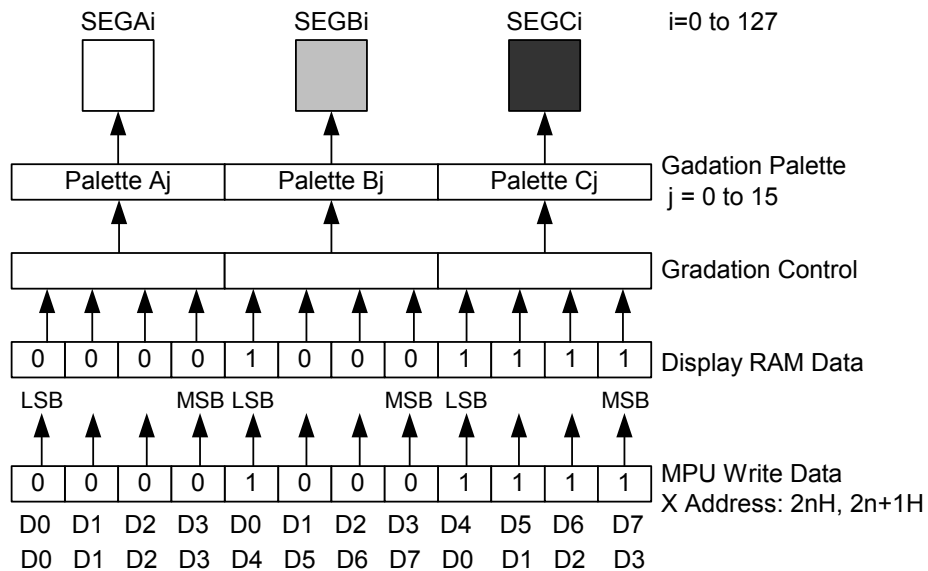 SEGAi SEGBi SEGCi i=0 to 127
Palette Aj Palette Bj Palette Cj Gadation Palette
j = 0 to 15
Gradation Control
0 0 0 0 1 0 0 0 1 1 1 1 Display RAM Data
LSB MSB LSB MSB LSB MSB
0 0 0 0 1 0 0 0 1 1 1 1 MPU Write Data
X Address: 2nH, 2n+1H
D0 D1 D2 D3 D0 D1 D2 D3 D4 D5 D6 D7
D0 D1 D2 D3 D4 D5 D6 D7 D0 D1 D2 D3